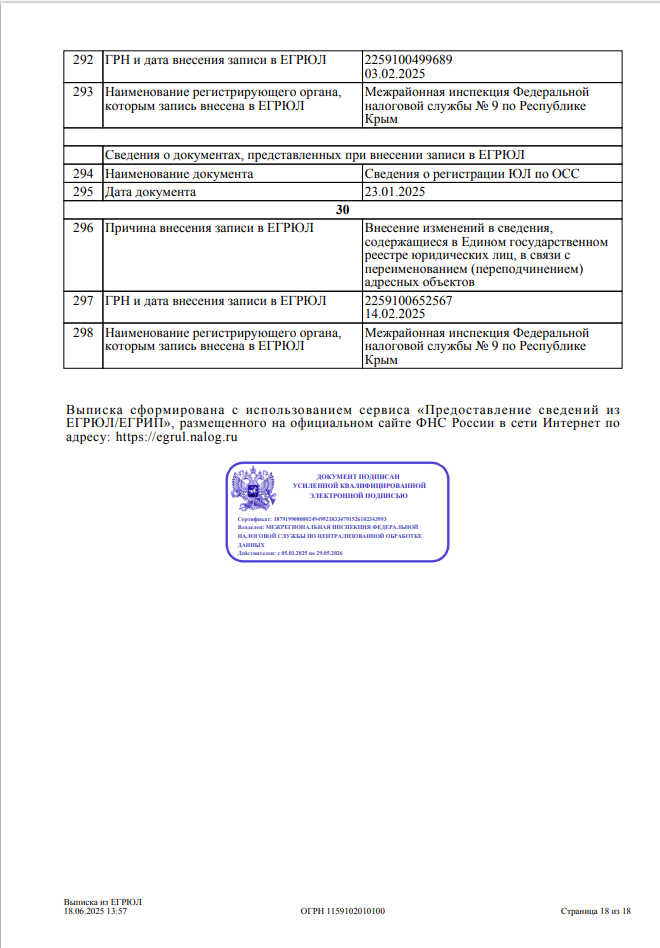 292 ГРН и дата внесения записи в ЕГРЮЛ 2259100499689
03.02.2025
293 Наименование регистрирующего органа, Межрайонная инспекция Федеральной
которым запись внесена в ЕГРЮЛ налоговой службы № 9 по Республике
Крым
Сведения о документах, представленных при внесении записи в ЕГРЮЛ
294 Наименование документа Сведения о регистрации ЮЛ по ОСС
295 Дата документа 23.01.2025
30
296 Причина внесения записи в ЕГРЮЛ Внесение изменений в сведения,
содержащиеся в Едином государственном
реестре юридических лиц, в связи с
переименованием (переподчинением)
адресных объектов
297 ГРН и дата внесения записи в ЕГРЮЛ 2259100652567
14.02.2025
298 Наименование регистрирующего органа, Межрайонная инспекция Федеральной
которым запись внесена в ЕГРЮЛ налоговой службы № 9 по Республике
Крым
Выписка сформирована с использованием сервиса «Предоставление сведений из
ЕГРЮЛ/ЕГРИП», размещенного на официальном сайте ФНС России в сети Интернет по
адресу: https://egrul.nalog.ru
ДОКУМЕНТ ПОДПИСАН
УСИЛЕННОЙ КВАЛИФИЦИРОВАННОЙ
ЭЛЕКТРОННОЙ ПОДПИСЬЮ
Сертификат:
Владелец: МЕЖРЕГИОНАЛЬНАЯ ИНСПЕКЦИЯ ФЕДЕРАЛЬНОЙ
НАЛОГОВОЙ СЛУЖБЫ ПО ЦЕНТРАЛИЗОВАННОЙ ОБРАБОТКЕ
ДАННЫХ
Действителен: с 05.03.2025 по 29.05.2026
Выписка из ЕГРЮЛ
18.06.2025 13:57 ОГРН 1159102010100 Страница 18 из 18